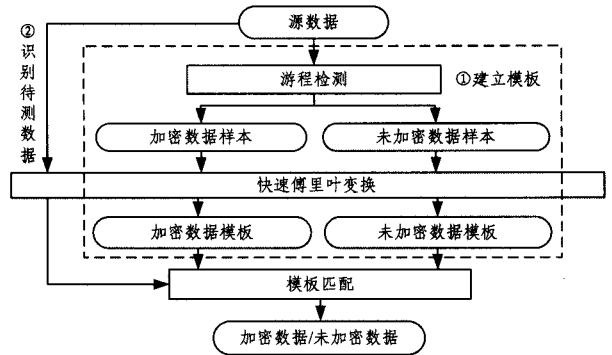 源数据
②识别待测数据
游程检测
①建立模板
加密数据样本
未加密数据样本
快速傅里叶变换
加密数据模板
未加密数据模板
模板匹配
加密数据/未加密数据